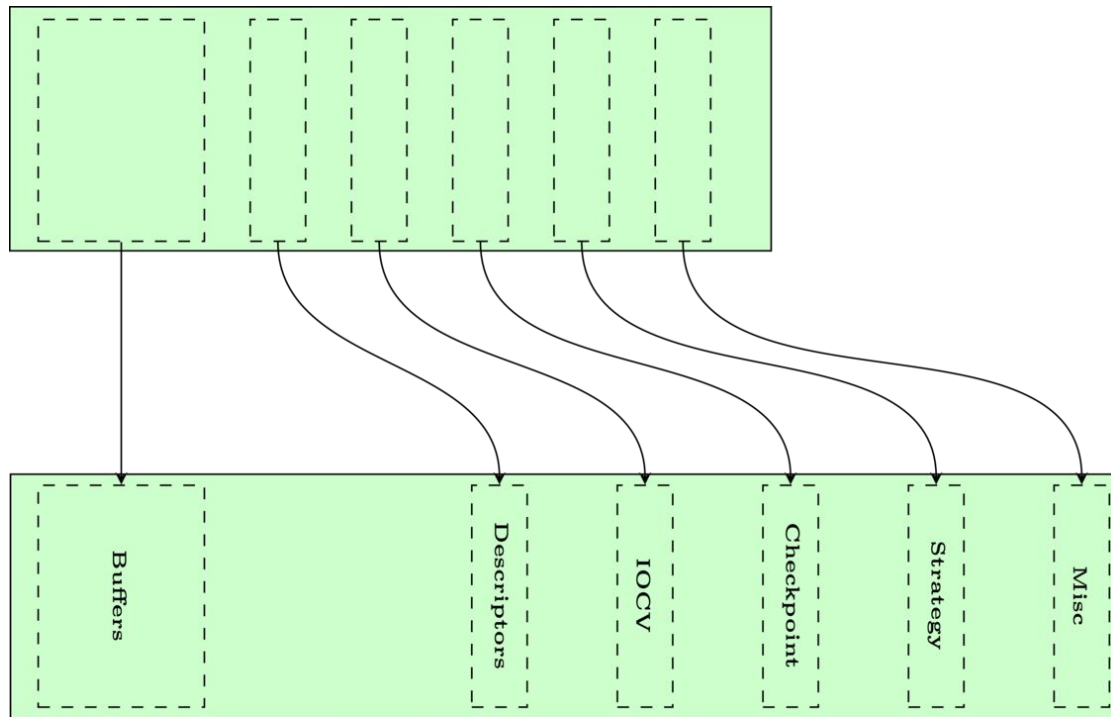 Buffers
Descriptors
IOCV
Checkpoint
Strategy
Misc